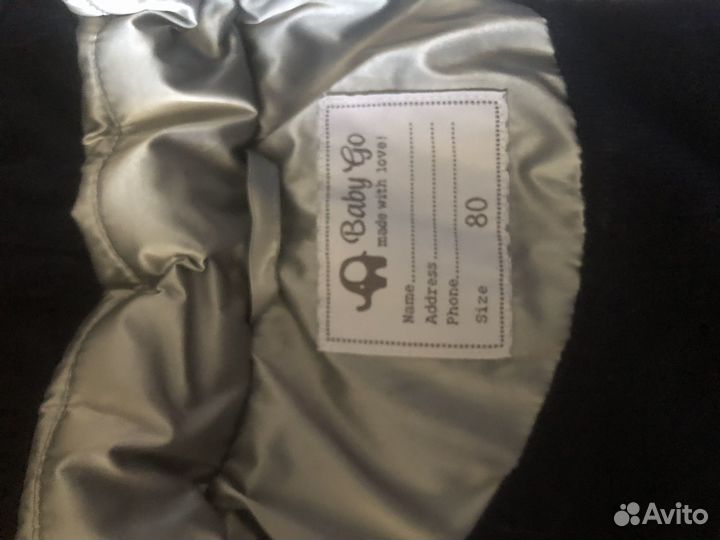 Baby Go
made with love!
Name....................
Address..............
Phone..................
Size 80
Avito